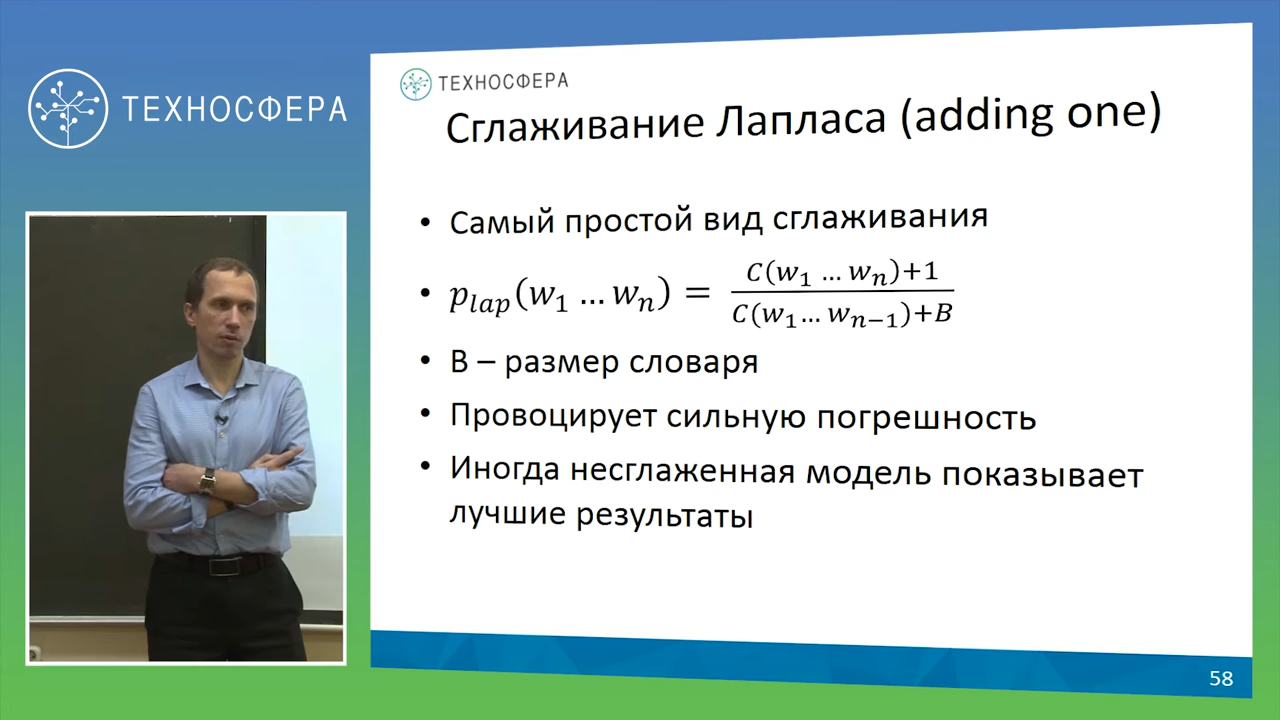 ТЕХНОСФЕРА
ТЕХНОСФЕРА
Сглаживание Лапласа (adding one)
• Самый простой вид сглаживания
• p_lap(w_1 … w_n) = (C(w_1 … w_n)+1) / (C(w_1… w_{n−1})+B)
• B – размер словаря
• Провоцирует сильную погрешность
• Иногда несглаженная модель показывает
лучшие результаты
58